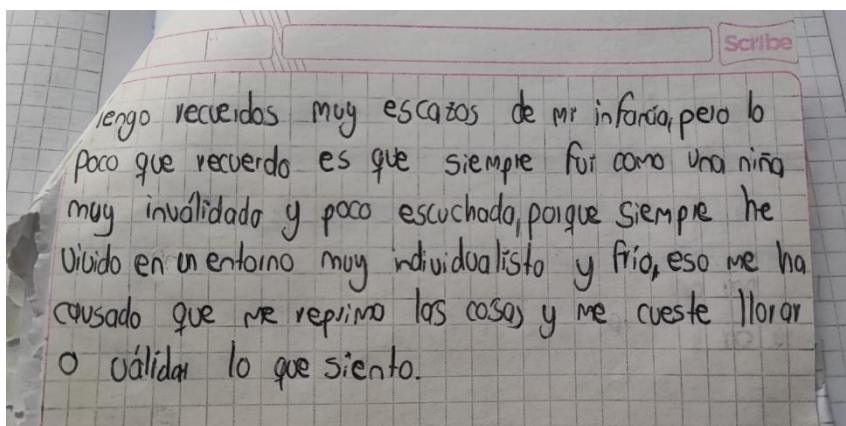 Scribe
Tengo recuerdos muy escazos de mi infancia, pero lo
poco que recuerdo es que siempre fui como una niña
muy inválidada y poco escuchada, porque siempre he
vivido en un entorno muy individualista y frío, eso me ha
causado que me reprima las cosas y me cueste llorar
o válidar lo que siento.